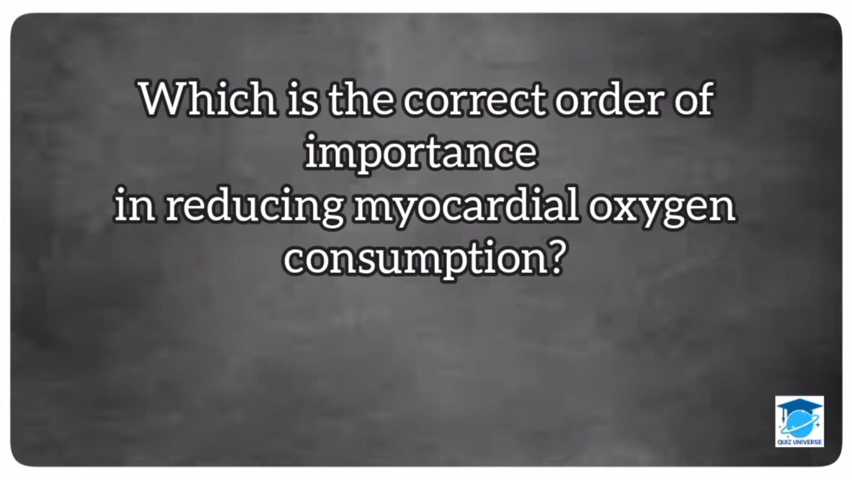 Which is the correct order of
importance
in reducing myocardial oxygen
consumption?
QUIZ UNIVERSE